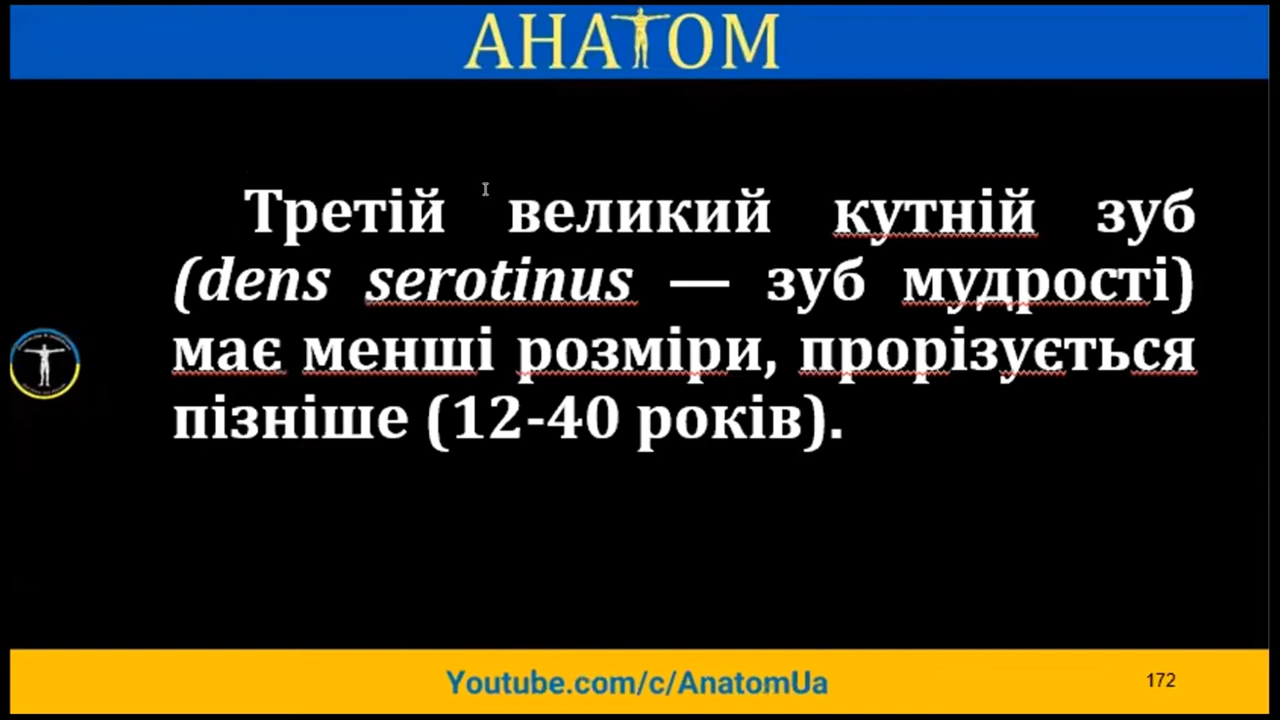 АНАТОМ
Третій великий кутній зуб
(dens serotinus — зуб мудрості)
має менші розміри, прорізується
пізніше (12-40 років).
Youtube.com/c/AnatomUa
172